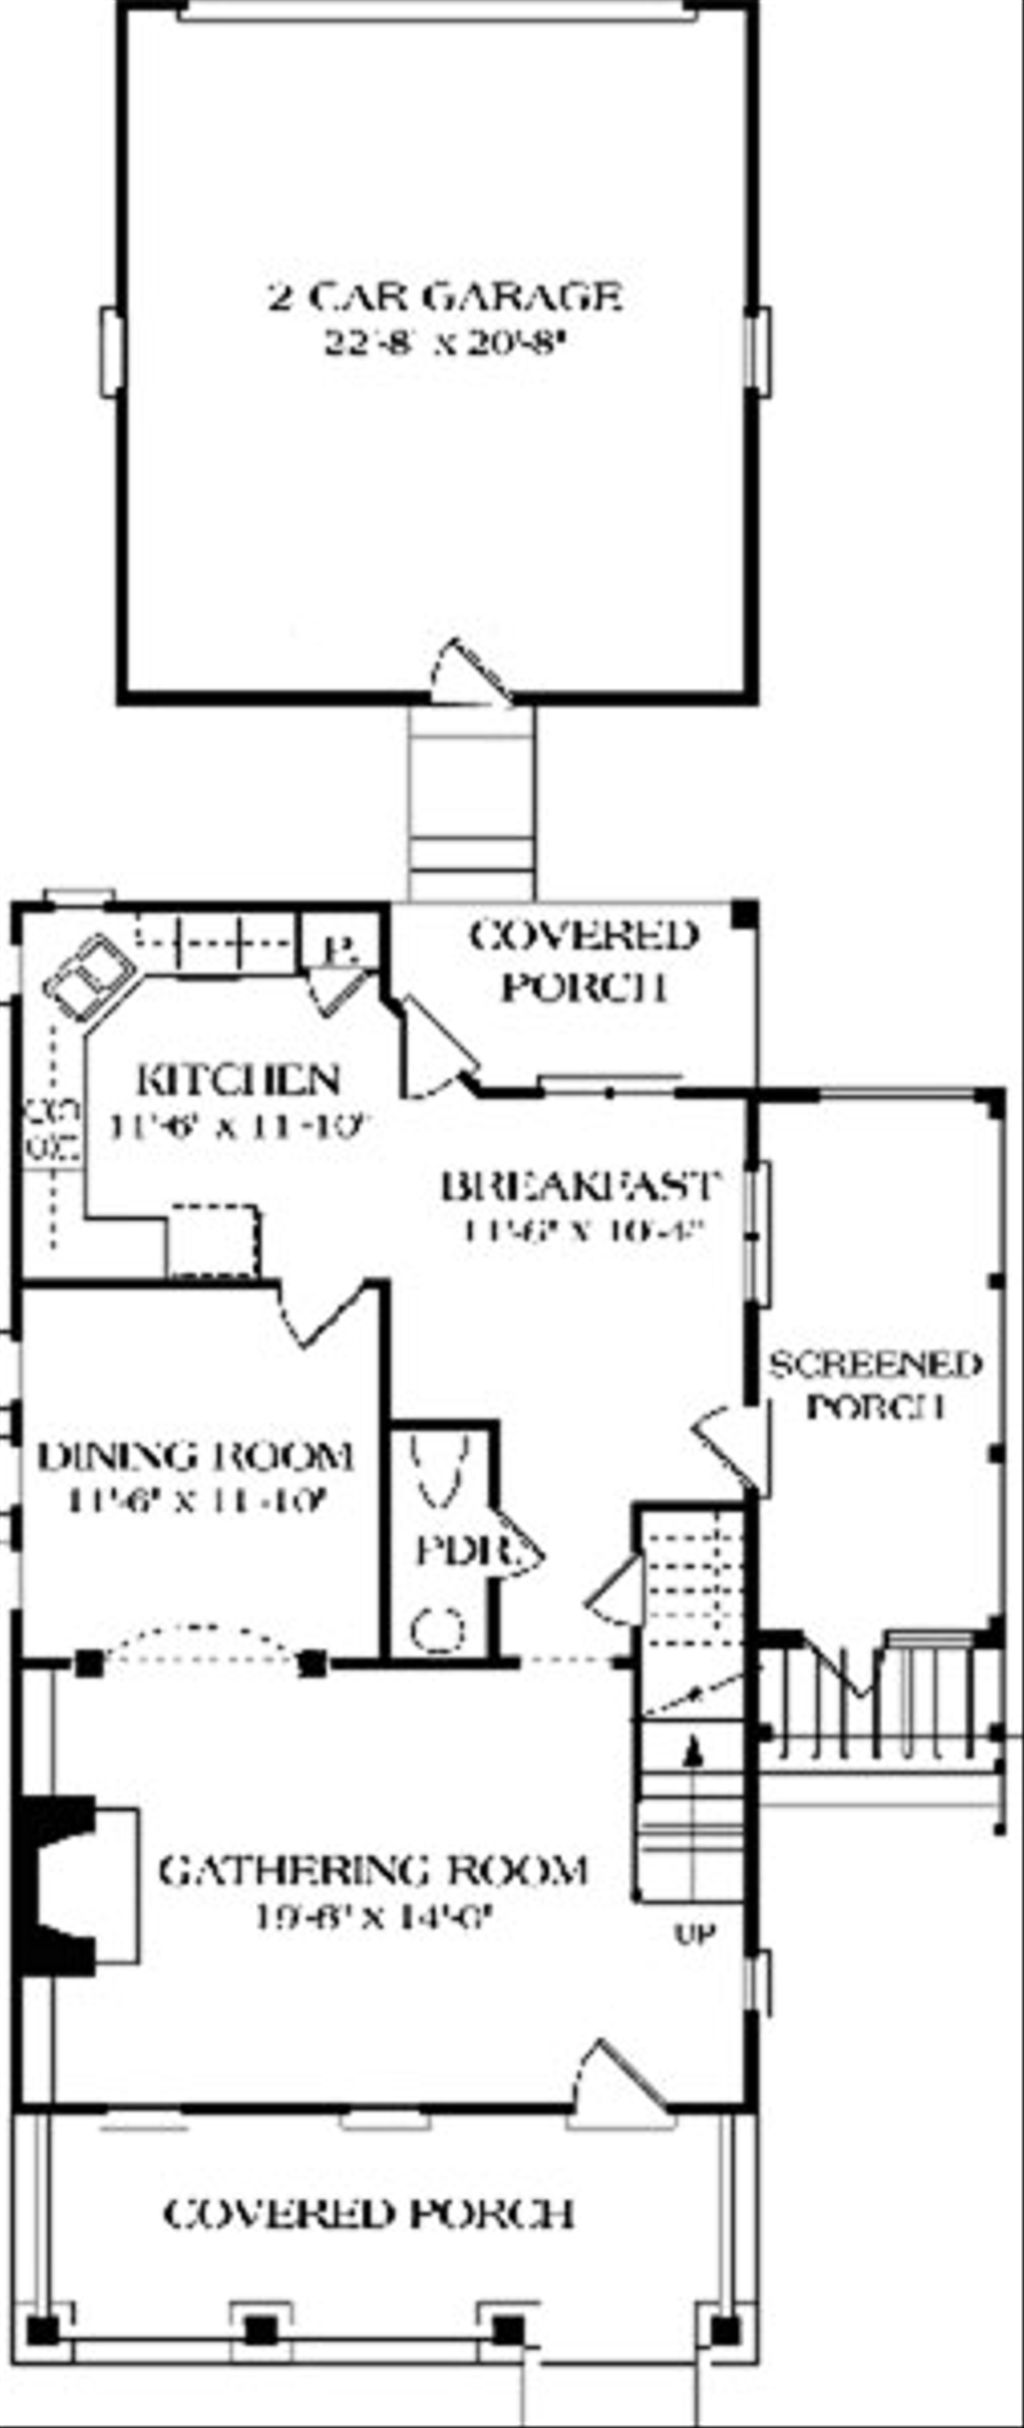 2 CAR GARAGE
22'-8" x 20'-8"
COVERED
PORCH
P.
KITCHEN
11'-6" x 11'-10"
BREAKFAST
11'-6" x 10'-4"
SCREENED
PORCH
DINING ROOM
11'-6" x 11'-10"
PDR.
GATHERING ROOM
19'-6" x 14'-0"
UP
COVERED PORCH